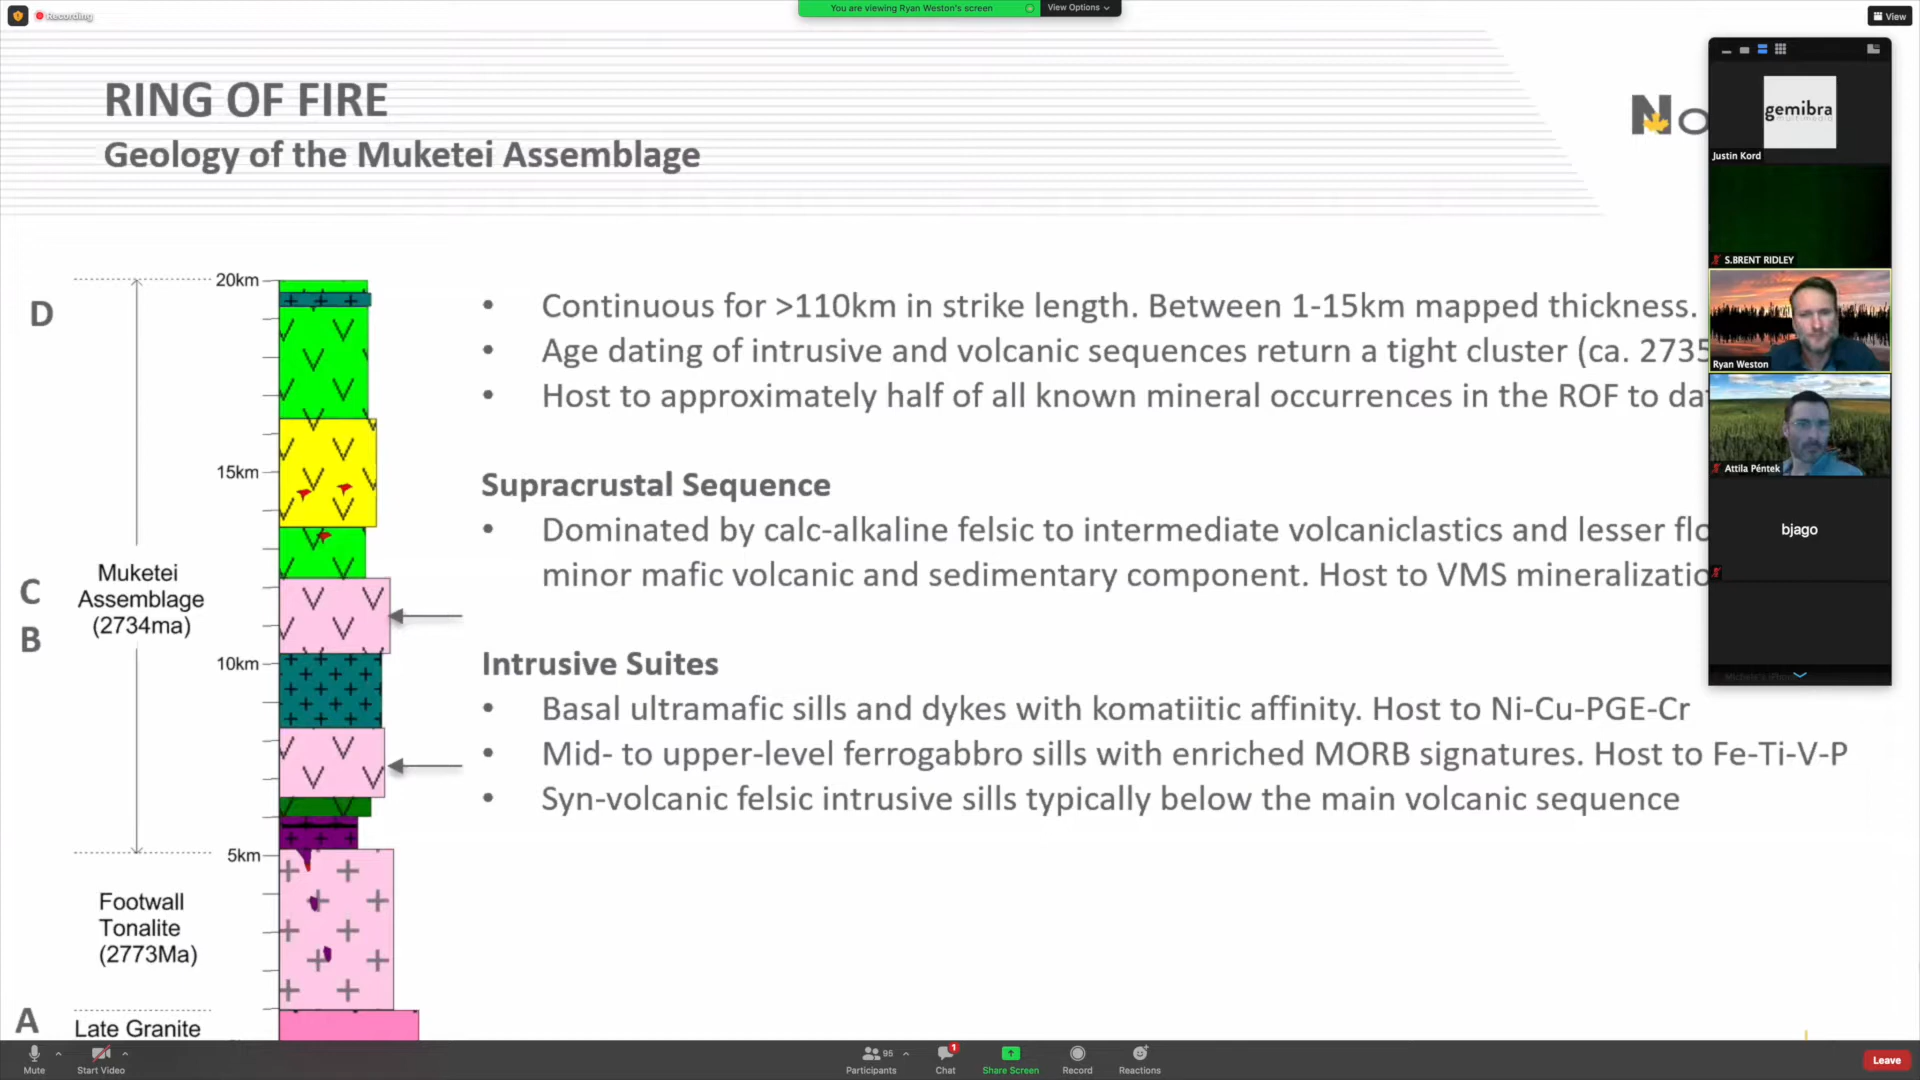 Recording
You are viewing Ryan Weston's screen
View Options
View
RING OF FIRE
Geology of the Muketei Assemblage
No
gemibra
multimedia
Justin Kord
S.BRENT RIDLEY
Ryan Weston
Attila Péntek
bjago
20km
D
15km
Muketei
Assemblage
(2734ma)
C
B
10km
5km
Footwall
Tonalite
(2773Ma)
A
Late Granite
• Continuous for >110km in strike length. Between 1-15km mapped thickness.
• Age dating of intrusive and volcanic sequences return a tight cluster (ca. 2735
• Host to approximately half of all known mineral occurrences in the ROF to da
Supracrustal Sequence
• Dominated by calc-alkaline felsic to intermediate volcaniclastics and lesser flo
minor mafic volcanic and sedimentary component. Host to VMS mineralizatio
Intrusive Suites
• Basal ultramafic sills and dykes with komatiitic affinity. Host to Ni-Cu-PGE-Cr
• Mid- to upper-level ferrogabbro sills with enriched MORB signatures. Host to Fe-Ti-V-P
• Syn-volcanic felsic intrusive sills typically below the main volcanic sequence
Mute
Start Video
95
Participants
1
Chat
Share Screen
Record
Reactions
Leave